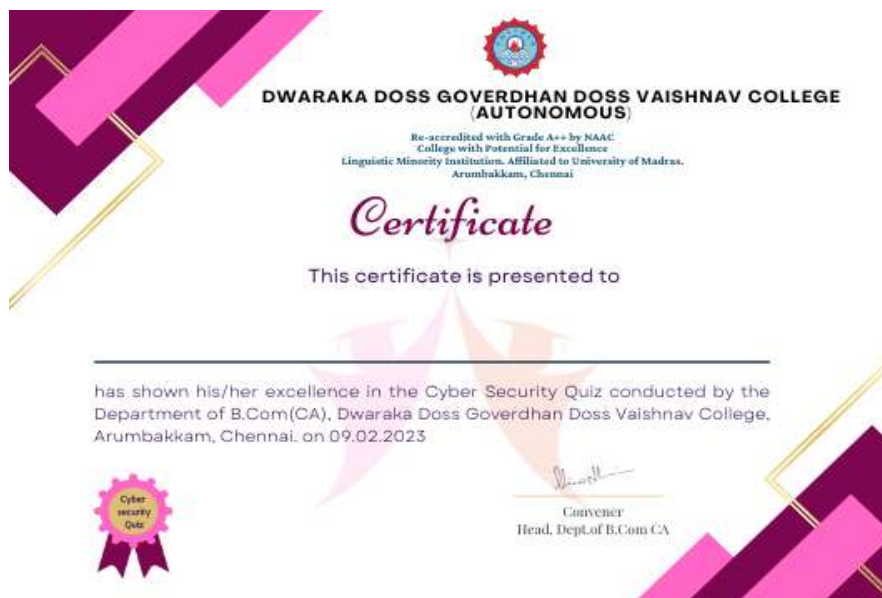 DWARAKA DOSS GOVERDHAN DOSS VAISHNAV COLLEGE
(AUTONOMOUS)
Re-accredited with Grade A++ by NAAC
College with Potential for Excellence
Linguistic Minority Institution. Affiliated to University of Madras.
Arumbakkam, Chennai
Certificate
This certificate is presented to
has shown his/her excellence in the Cyber Security Quiz conducted by the
Department of B.Com(CA), Dwaraka Doss Goverdhan Doss Vaishnav College,
Arumbakkam, Chennai. on 09.02.2023
Cyber
security
Quiz
Convener
Head, Dept.of B.Com CA